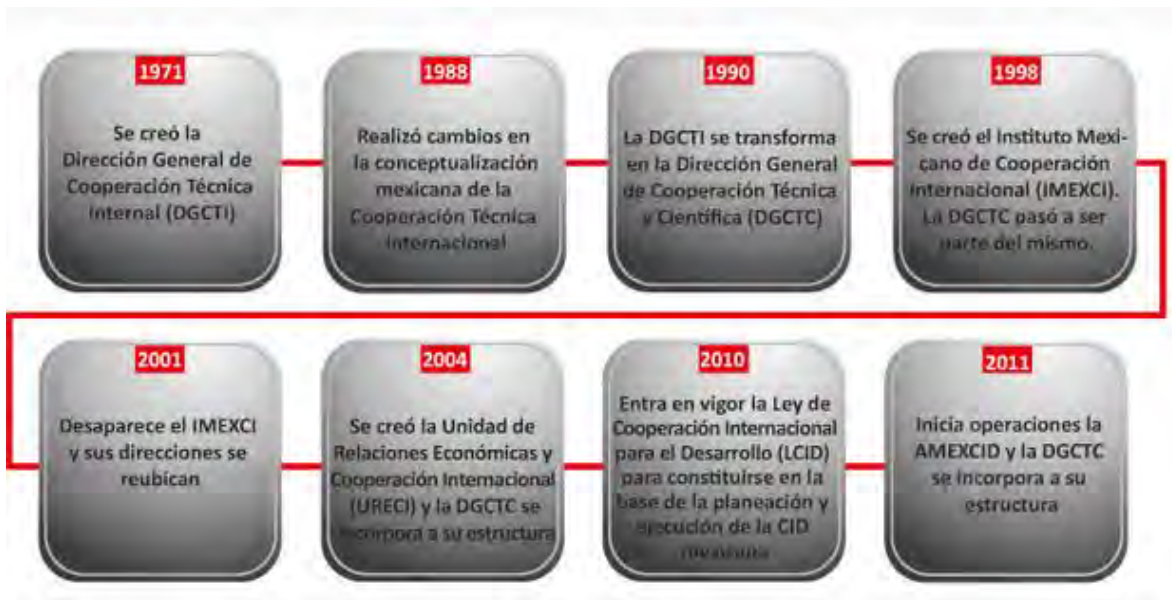 1971
Se creó la
Dirección General de
Cooperación Técnica
Internal (DGCTI)
1988
Realizó cambios en
la conceptualización
mexicana de la
Cooperación Técnica
Internacional
1990
La DGCTI se transforma
en la Dirección General
de Cooperación Técnica
y Científica (DGCTC)
1998
Se creó el Instituto Mexi-
cano de Cooperación
Internacional (IMEXCI).
La DGCTC pasó a ser
parte del mismo.
2001
Desaparece el IMEXCI
y sus direcciones se
reubican
2004
Se creó la Unidad de
Relaciones Económicas y
Cooperación Internacional
(URECI) y la DGCTC se
incorpora a su estructura
2010
Entra en vigor la Ley de
Cooperación Internacional
para el Desarrollo (LCID)
para constituirse en la
base de la planeación y
ejecución de la CID
mexicana
2011
Inicia operaciones la
AMEXCID y la DGCTC
se incorpora a su
estructura